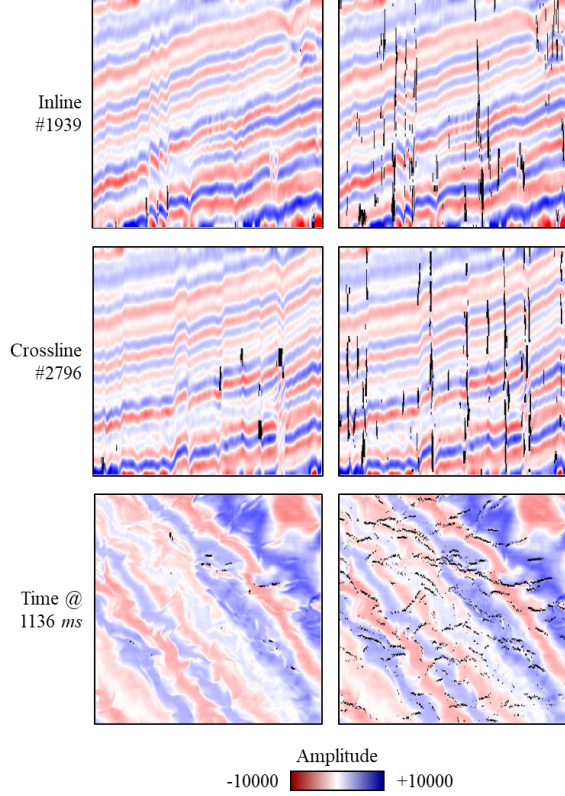 Inline
#1939
Crossline
#2796
Time @
1136 ms
Amplitude
-10000 +10000